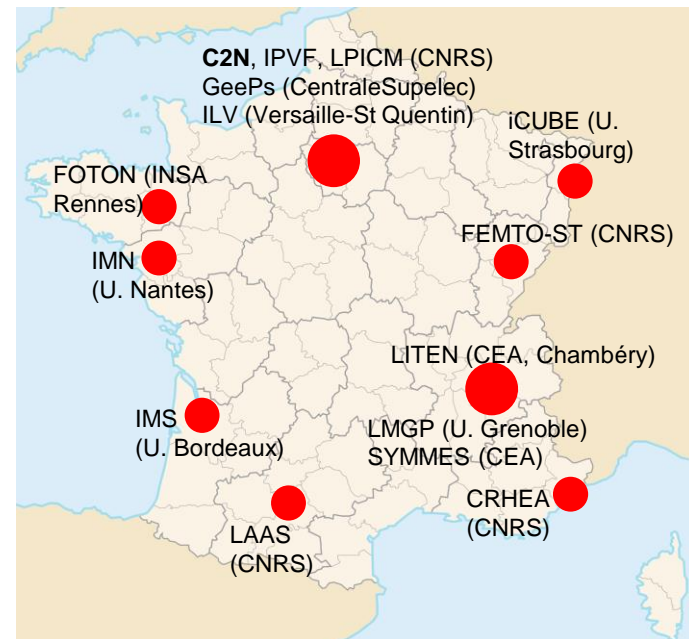 C2N, IPVF, LPICM (CNRS)
GeePs (CentraleSupelec)
ILV (Versaille-St Quentin)
iCUBE (U.
Strasbourg)
FOTON (INSA
Rennes)
FEMTO-ST (CNRS)
IMN
(U. Nantes)
LITEN (CEA, Chambéry)
IMS
(U. Bordeaux)
LMGP (U. Grenoble)
SYMMES (CEA)
CRHEA
(CNRS)
LAAS
(CNRS)